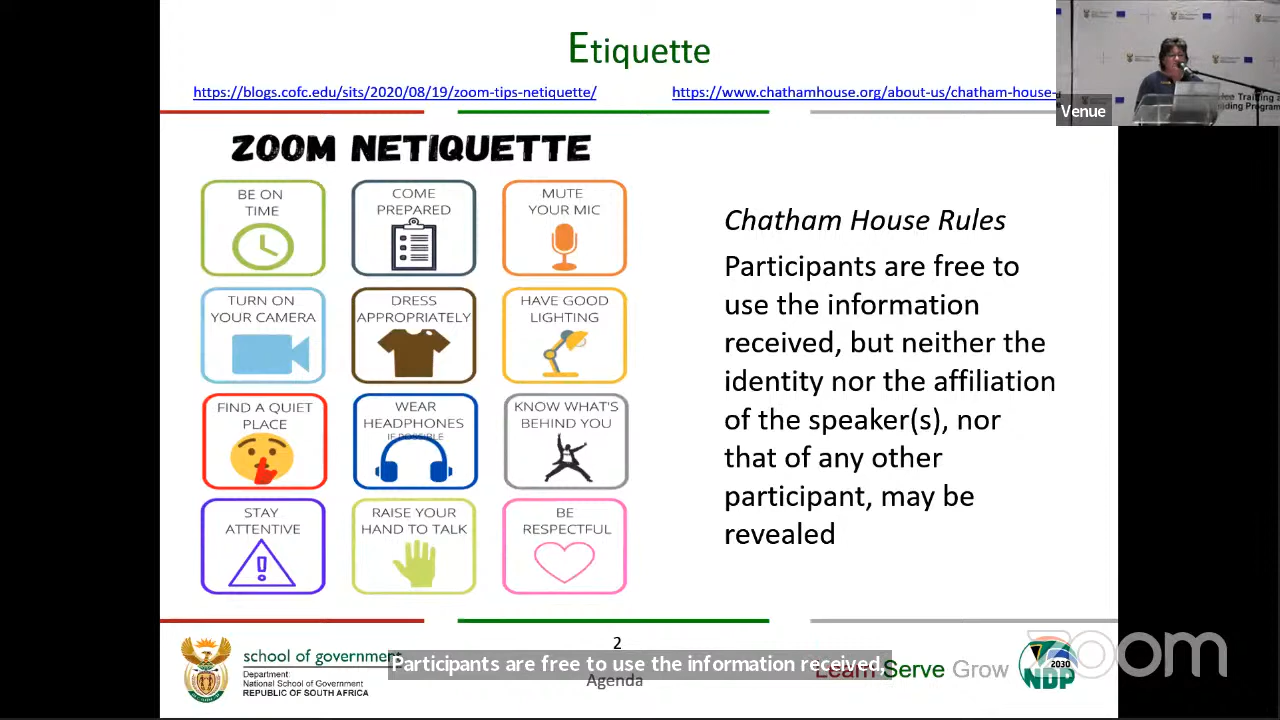 Etiquette
https://blogs.cofc.edu/sits/2020/08/19/zoom-tips-netiquette/
https://www.chathamhouse.org/about-us/chatham-house-
Venue
ZOOM NETIQUETTE
BE ON
TIME
COME
PREPARED
MUTE
YOUR MIC
TURN ON
YOUR CAMERA
DRESS
APPROPRIATELY
HAVE GOOD
LIGHTING
FIND A QUIET
PLACE
WEAR
HEADPHONES
IF POSSIBLE
KNOW WHAT'S
BEHIND YOU
STAY
ATTENTIVE
RAISE YOUR
HAND TO TALK
BE
RESPECTFUL
Chatham House Rules
Participants are free to
use the information
received, but neither the
identity nor the affiliation
of the speaker(s), nor
that of any other
participant, may be
revealed
school of government
Department:
National School of Government
REPUBLIC OF SOUTH AFRICA
2
Participants are free to use the information received,
Agenda
Learn Serve Grow
2030
NDP
zoom